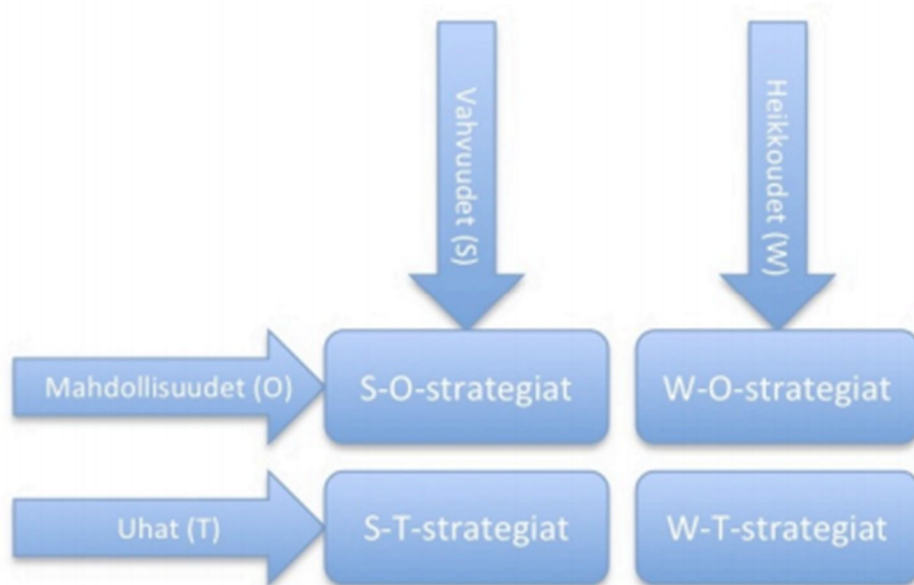 Vahvuudet (S)
Heikkoudet (W)
Mahdollisuudet (O)
S-O-strategiat
W-O-strategiat
Uhat (T)
S-T-strategiat
W-T-strategiat